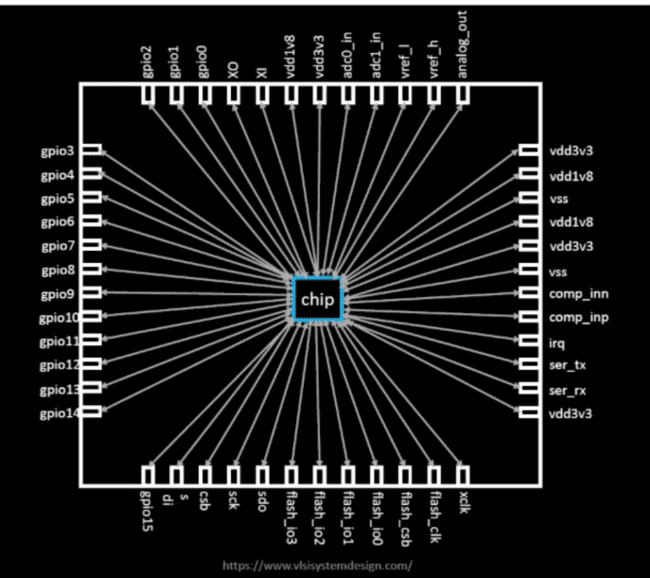 gpio2
gpio1
gpio0
XO
XI
vdd1v8
vdd3v3
adc0_in
adc1_in
vref_l
vref_h
analog_out
gpio3
gpio4
gpio5
gpio6
gpio7
gpio8
gpio9
gpio10
gpio11
gpio12
gpio13
gpio14
chip
vdd3v3
vdd1v8
vss
vdd1v8
vdd3v3
vss
comp_inn
comp_inp
irq
ser_tx
ser_rx
vdd3v3
gpio15
s
di
csb
sck
sdo
flash_io3
flash_io2
flash_io1
flash_io0
flash_csb
flash_clk
xclk
https://www.vlsisystemdesign.com/